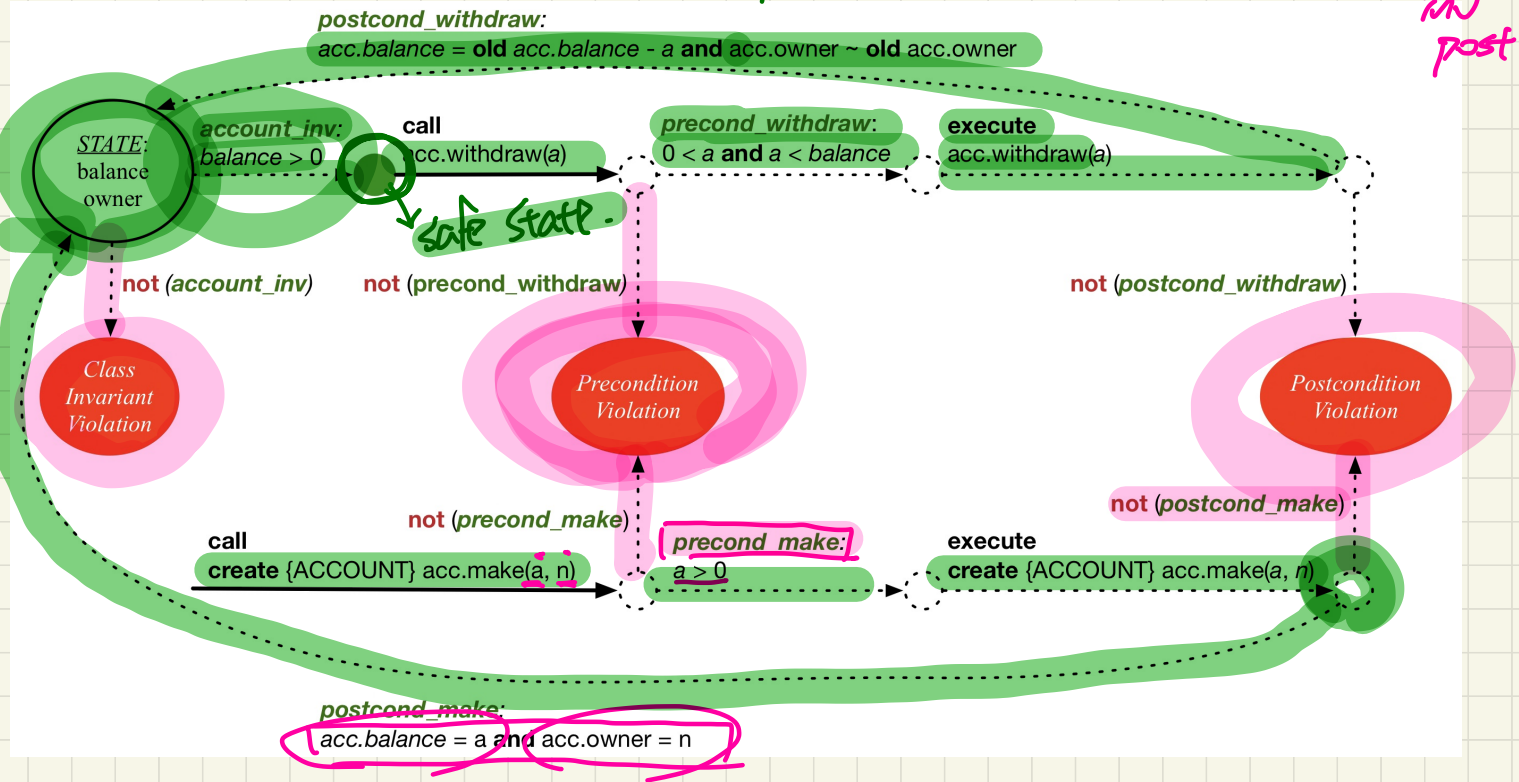 postcond_withdraw:
acc.balance = old acc.balance - a and acc.owner ~ old acc.owner
post
STATE:
balance
owner
account_inv:
balance > 0
call
acc.withdraw(a)
precond_withdraw:
0 < a and a < balance
execute
acc.withdraw(a)
safe state.
not (account_inv)
not (precond_withdraw)
not (postcond_withdraw)
Class
Invariant
Violation
Precondition
Violation
Postcondition
Violation
not (precond_make)
not (postcond_make)
call
create {ACCOUNT} acc.make(a, n)
precond_make:
a > 0
execute
create {ACCOUNT} acc.make(a, n)
postcond_make:
acc.balance = a and acc.owner = n